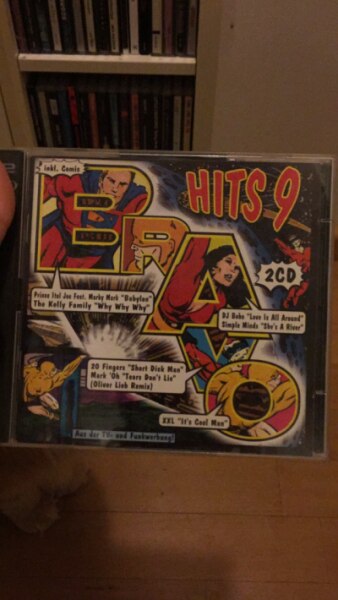 inkl. Comic
HITS 9
BRAVO
2CD
Prince Ital Joe Feat. Marky Mark "Babylon"
The Kelly Family "Why Why Why"
DJ Bobo "Love Is All Around"
Simple Minds "She's A River"
20 Fingers "Short Dick Man"
Mark 'Oh "Tears Don't Lie"
(Oliver Lieb Remix)
XXL "It's Cool Man"
Aus der TV- und Funkwerbung!